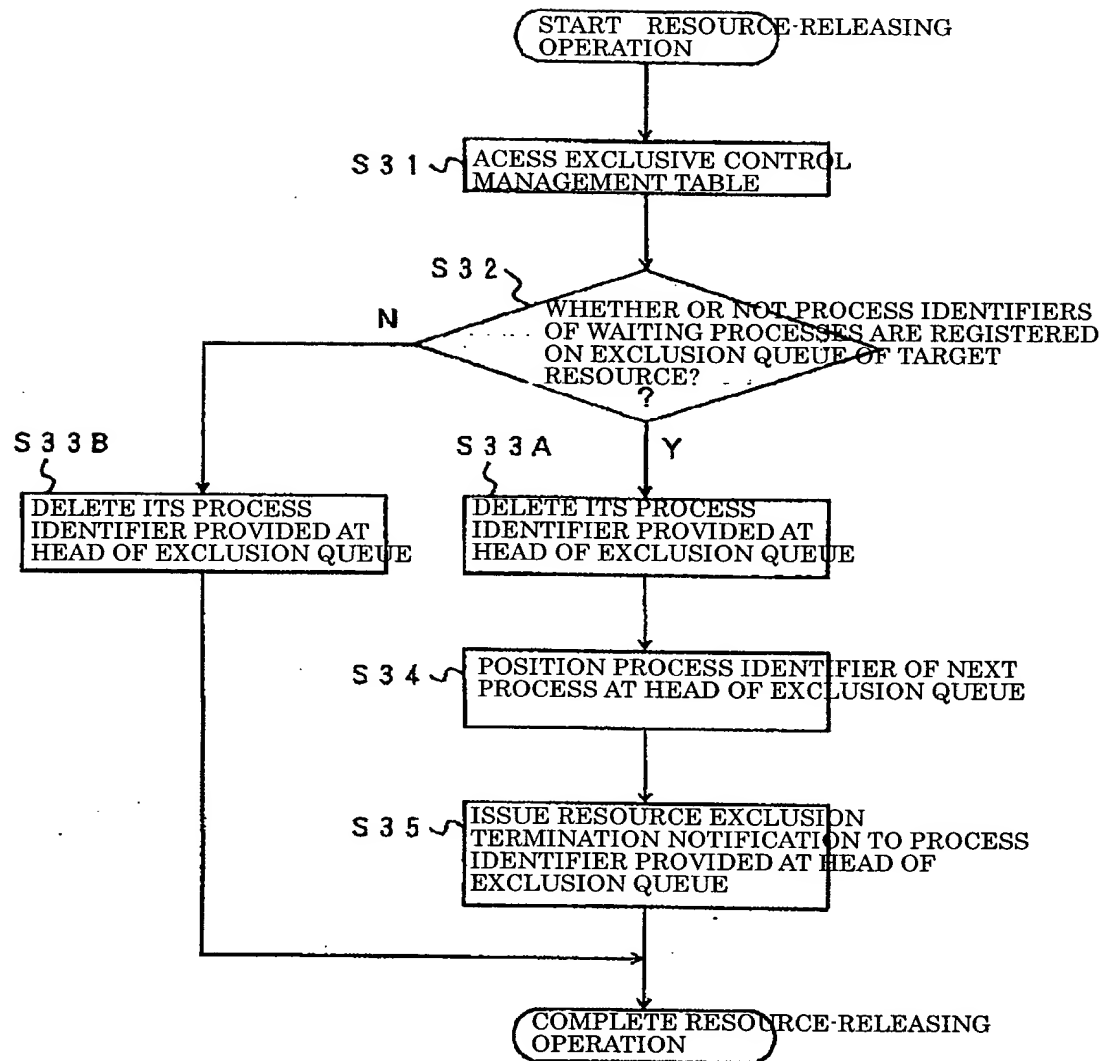 START RESOURCE-RELEASING
OPERATION
S31
ACESS EXCLUSIVE CONTROL
MANAGEMENT TABLE
S32
N
WHETHER OR NOT PROCESS IDENTIFIERS
OF WAITING PROCESSES ARE REGISTERED
ON EXCLUSION QUEUE OF TARGET
RESOURCE?
?
Y
S33B
DELETE ITS PROCESS
IDENTIFIER PROVIDED AT
HEAD OF EXCLUSION QUEUE
S33A
DELETE ITS PROCESS
IDENTIFIER PROVIDED AT
HEAD OF EXCLUSION QUEUE
S34
POSITION PROCESS IDENTIFIER OF NEXT
PROCESS AT HEAD OF EXCLUSION QUEUE
S35
ISSUE RESOURCE EXCLUSION
TERMINATION NOTIFICATION TO PROCESS
IDENTIFIER PROVIDED AT HEAD OF
EXCLUSION QUEUE
COMPLETE RESOURCE-RELEASING
OPERATION